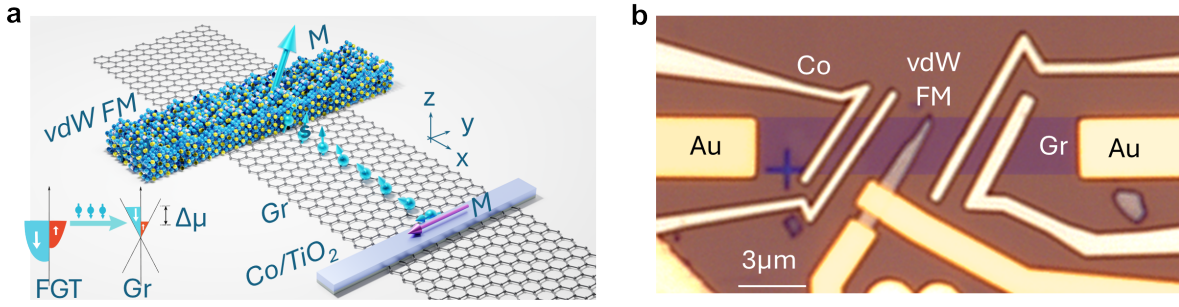 a
M
vdW FM
s
z
y
x
Gr
M
Co/TiO₂
Δμ
FGT
Gr
b
Co
vdW
FM
Au
Gr
Au
3μm